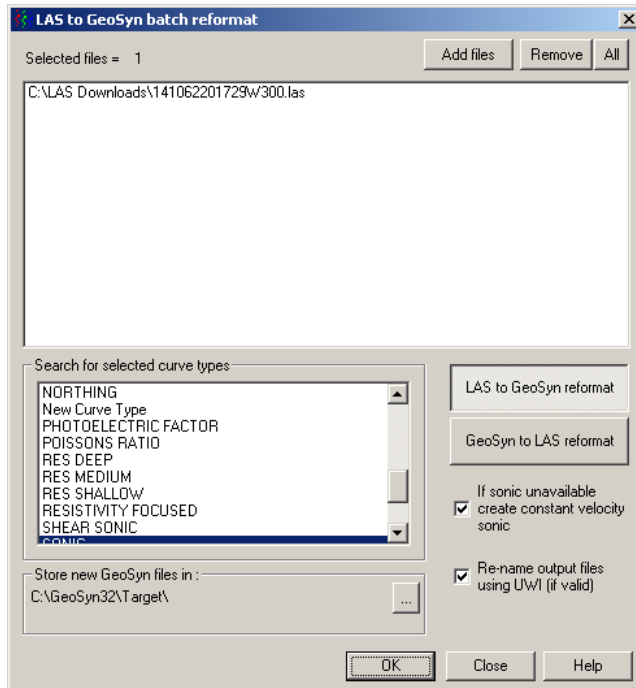 LAS to GeoSyn batch reformat
Selected files = 1
Add files
Remove
All
C:\LAS Downloads\141062201729W300.las
Search for selected curve types
NORTHING
New Curve Type
PHOTOELECTRIC FACTOR
POISSONS RATIO
RES DEEP
RES MEDIUM
RES SHALLOW
RESISTIVITY FOCUSED
SHEAR SONIC
SONIC
LAS to GeoSyn reformat
GeoSyn to LAS reformat
If sonic unavailable
create constant velocity
sonic
Re-name output files
using UWI (if valid)
Store new GeoSyn files in :
C:\GeoSyn32\Target\
...
OK
Close
Help